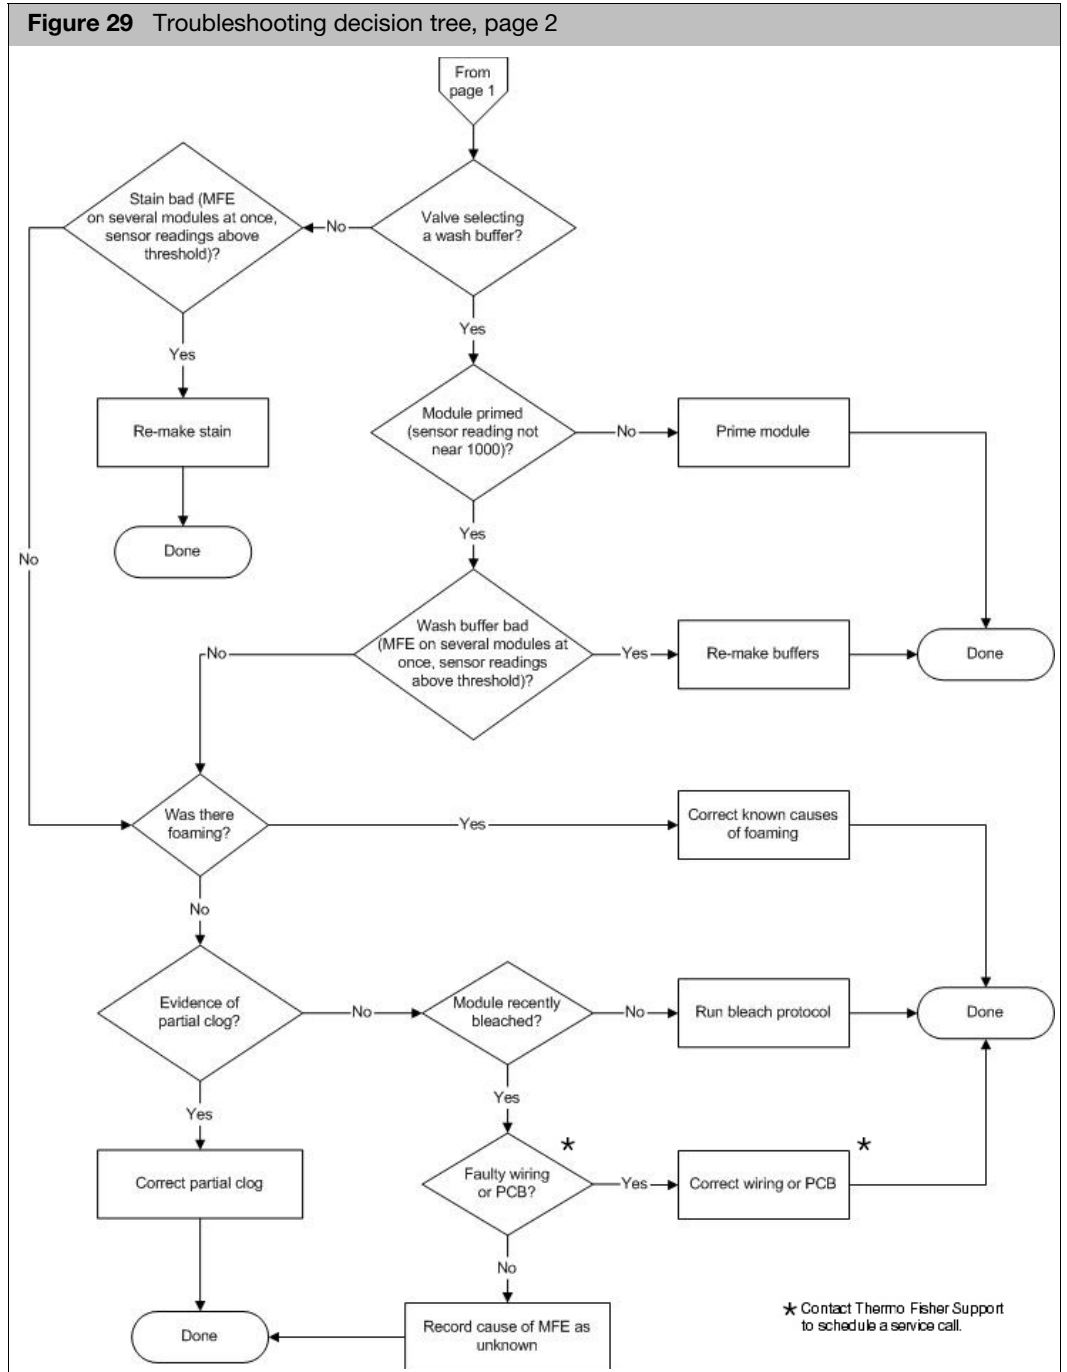 Figure 29 Troubleshooting decision tree, page 2
From
page 1
Stain bad (MFE
on several modules at once,
sensor readings above
threshold)?
No
Valve selecting
a wash buffer?
Yes
Yes
Re-make stain
Module primed
(sensor reading not
near 1000)?
No
Prime module
Yes
Done
No
Wash buffer bad
(MFE on several modules at
once, sensor readings
above threshold)?
No
Yes
Re-make buffers
Done
Was there
foaming?
Yes
Correct known causes
of foaming
No
Evidence of
partial clog?
No
Module recently
bleached?
No
Run bleach protocol
Done
Yes
Yes
Correct partial clog
Faulty wiring
or PCB?
*
Yes
Correct wiring or PCB
*
No
Done
Record cause of MFE as
unknown
* Contact Thermo Fisher Support
to schedule a service call.